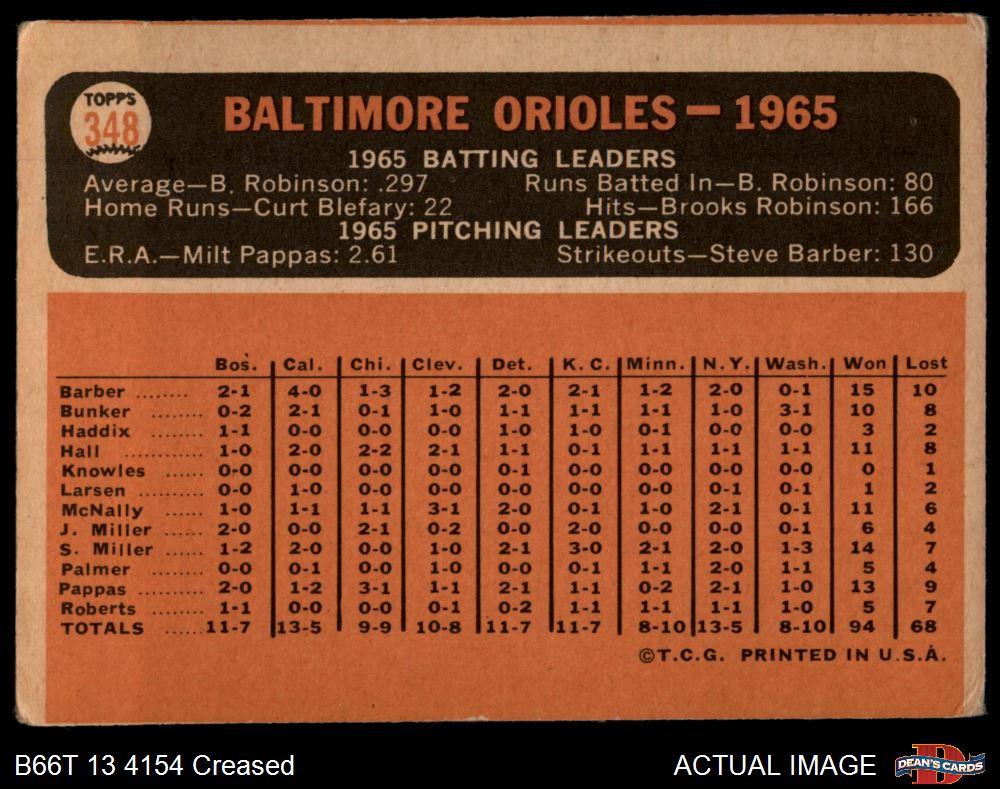 TOPPS
348
BALTIMORE ORIOLES — 1965
1965 BATTING LEADERS
Average—B. Robinson: .297 Runs Batted In—B. Robinson: 80
Home Runs—Curt Blefary: 22 Hits—Brooks Robinson: 166
1965 PITCHING LEADERS
E.R.A.—Milt Pappas: 2.61 Strikeouts—Steve Barber: 130
Bos. Cal. Chi. Clev. Det. K.C. Minn. N.Y. Wash. Won Lost
Barber ........ 2-1 4-0 1-3 1-2 2-0 2-1 1-2 2-0 0-1 15 10
Bunker ....... 0-2 2-1 0-1 1-0 1-1 1-1 1-1 1-0 3-1 10 8
Haddix ....... 1-1 0-0 0-0 0-0 1-0 1-0 0-1 0-0 0-0 3 2
Hall .......... 1-0 2-0 2-2 2-1 1-1 0-1 1-1 1-1 1-1 11 8
Knowles ...... 0-0 0-0 0-0 0-0 0-1 0-0 0-0 0-0 0-0 0 1
Larsen .......... 0-0 1-0 0-0 0-0 0-0 0-0 0-0 0-1 0-1 1 2
McNally ...... 1-0 1-1 1-1 3-1 2-0 0-0 1-0 2-1 0-1 11 6
J. Miller ...... 2-0 0-0 2-1 0-2 0-0 2-0 0-0 0-0 0-1 6 4
S. Miller ...... 1-2 2-0 0-0 1-0 2-1 3-0 2-1 2-0 1-3 14 7
Palmer ........ 0-0 0-1 0-0 1-0 0-0 0-1 1-1 2-0 1-1 5 4
Pappas ......... 2-0 1-2 3-1 1-1 2-1 1-1 0-2 2-1 1-0 13 9
Roberts ........ 1-1 0-0 0-0 0-1 0-2 1-1 1-1 1-1 1-0 5 7
TOTALS ......11-7 13-5 9-9 10-8 11-7 11-7 8-10 13-5 8-10 94 68
©T.C.G. PRINTED IN U.S.A.
B66T 13 4154 Creased ACTUAL IMAGE
D
DEAN'S CARDS